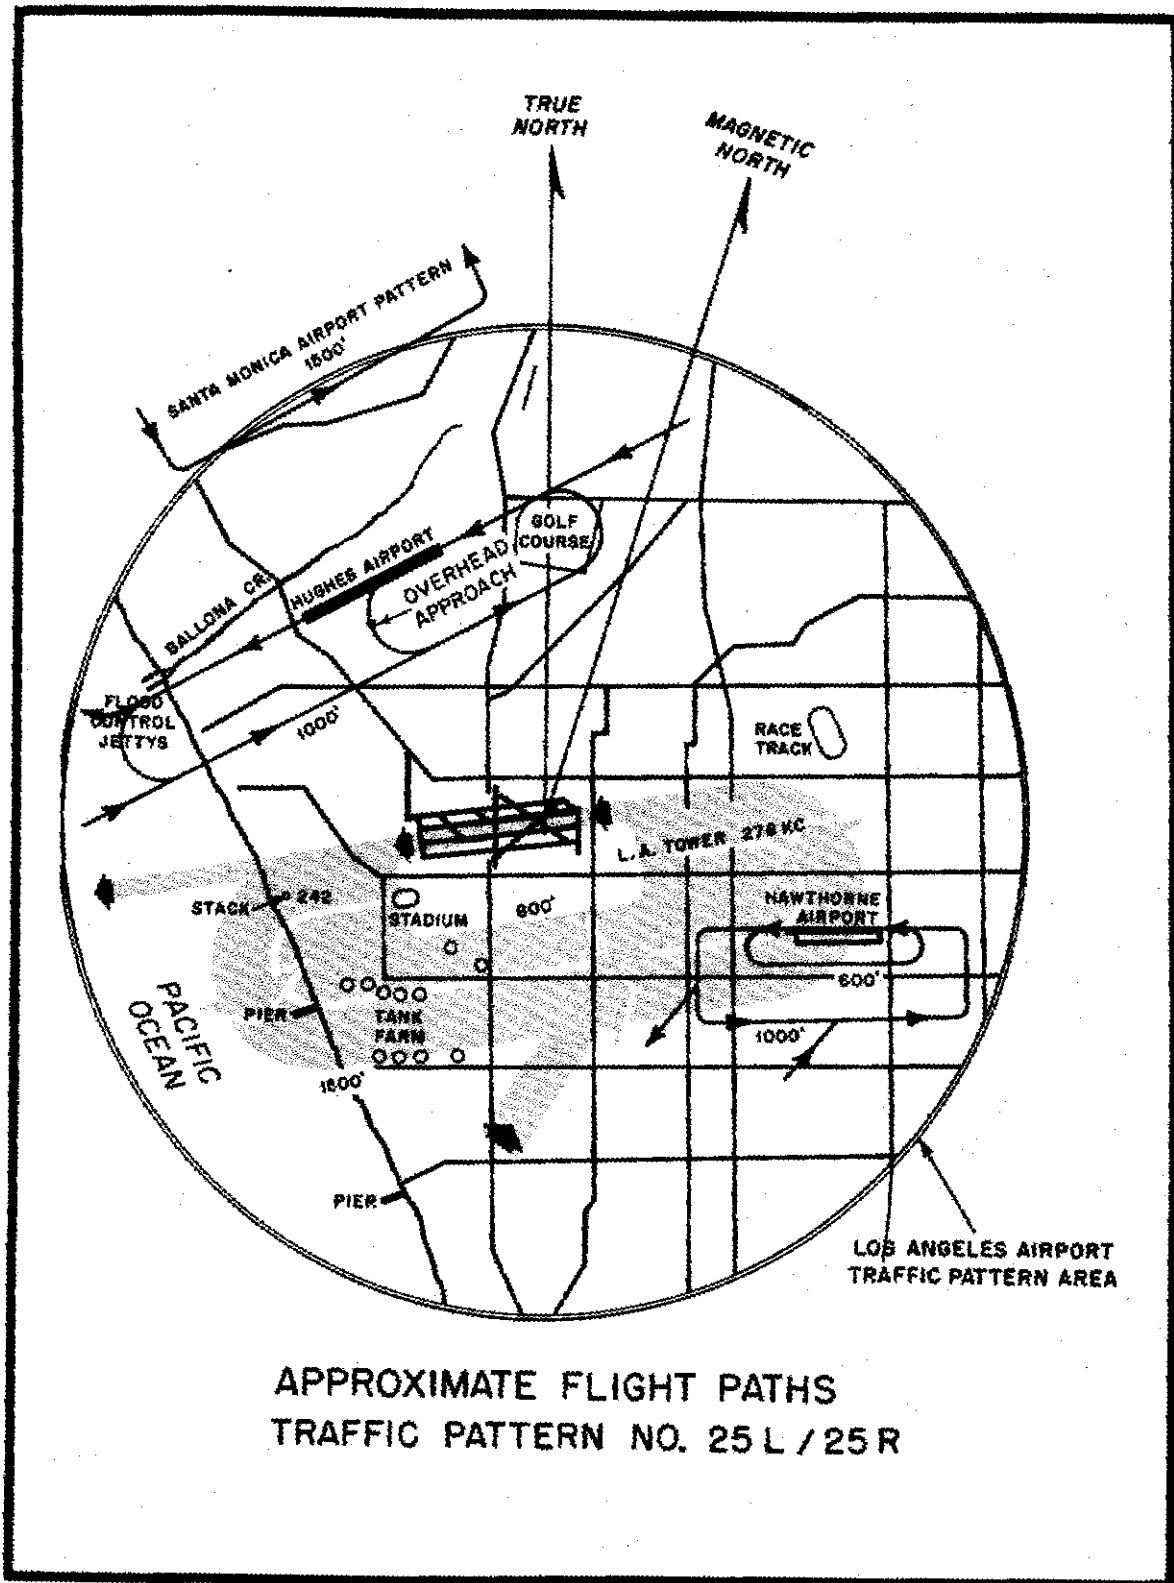 TRUE
NORTH
MAGNETIC
NORTH
SANTA MONICA AIRPORT PATTERN
1500'
GOLF
COURSE
HUGHES AIRPORT
OVERHEAD
APPROACH
BALLONA CR.
FLOOD
CONTROL
JETTYS
1000'
RACE
TRACK
L.A. TOWER 278 KC
STACK 242
STADIUM
800'
HAWTHORNE
AIRPORT
600'
PACIFIC
OCEAN
PIER
TANK
FARM
1000'
1500'
PIER
LOS ANGELES AIRPORT
TRAFFIC PATTERN AREA
APPROXIMATE FLIGHT PATHS
TRAFFIC PATTERN NO. 25 L / 25 R